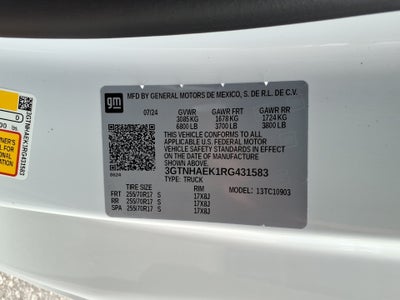 gm
MFD BY GENERAL MOTORS DE MEXICO, S. DE R.L. DE C.V.
07/24 GVWR GAWR FRT GAWR RR
3085 KG 1678 KG 1724 KG
6800 LB 3700 LB 3800 LB
THIS VEHICLE CONFORMS TO ALL
APPLICABLE U.S. FEDERAL MOTOR
VEHICLE SAFETY STANDARDS IN
EFFECT ON THE DATE OF
MANUFACTURE SHOWN ABOVE.
3GTNHAEK1RG431583
TYPE: TRUCK
TIRE SIZE RIM MODEL: 13TC10903
FRT 255/70R17 S 17X8J
RR 255/70R17 S 17X8J
SPA 255/70R17 S 17X8J
3GTNHAEK1RG431583